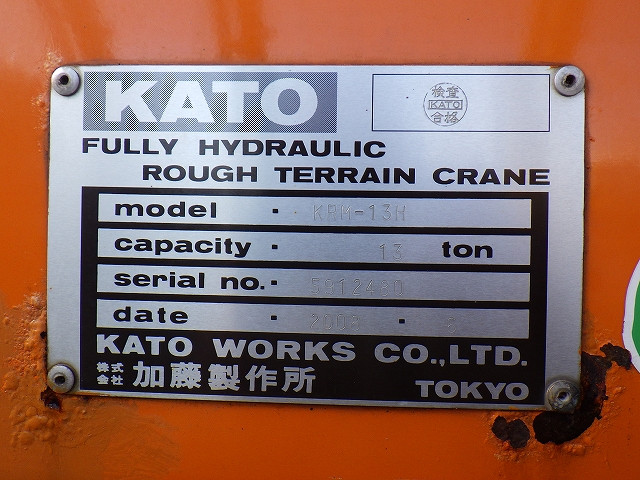 KATO
検査
KATO
合格
FULLY HYDRAULIC
ROUGH TERRAIN CRANE
model ・ KRM-13H
capacity ・ 13 ton
serial no.・
date ・ 2008 ・
KATO WORKS CO.,LTD.
株式会社 加藤製作所 TOKYO